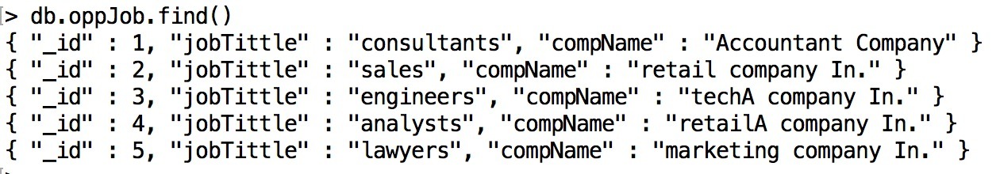 > db.oppJob.find()
{ "_id" : 1, "jobTittle" : "consultants", "compName" : "Accountant Company" }
{ "_id" : 2, "jobTittle" : "sales", "compName" : "retail company In." }
{ "_id" : 3, "jobTittle" : "engineers", "compName" : "techA company In." }
{ "_id" : 4, "jobTittle" : "analysts", "compName" : "retailA company In." }
{ "_id" : 5, "jobTittle" : "lawyers", "compName" : "marketing company In." }